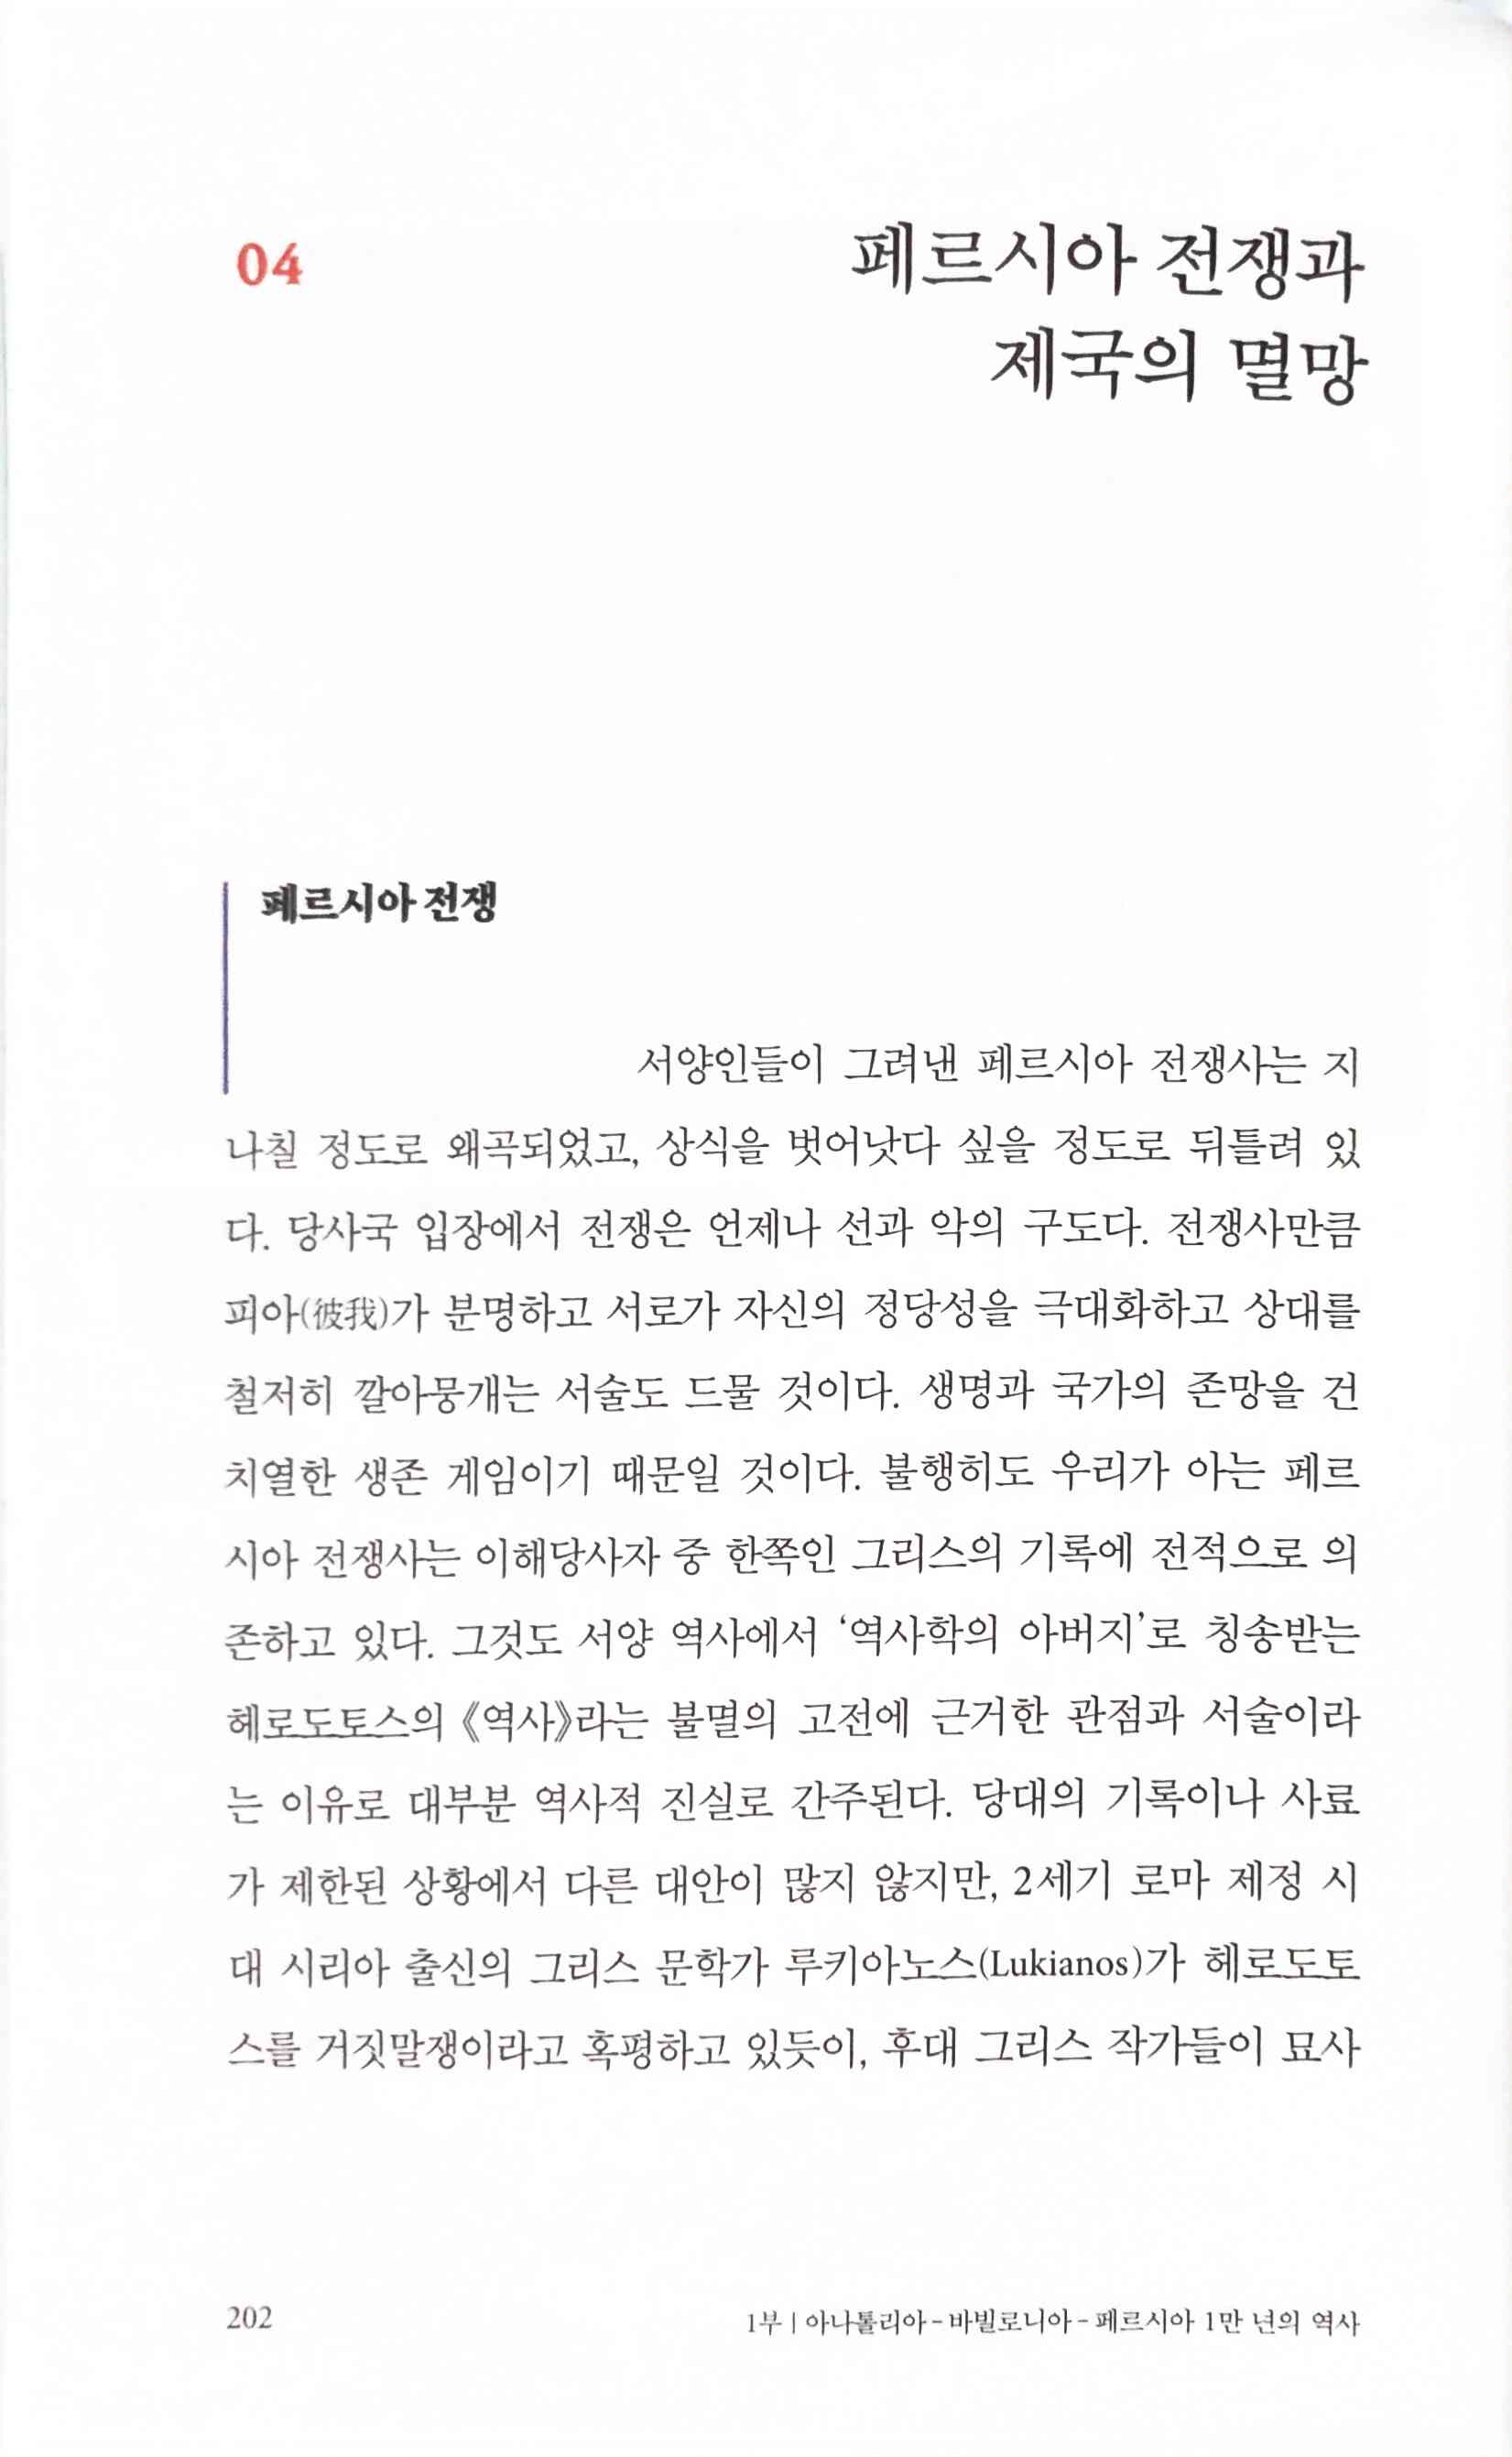 04
페르시아 전쟁과
제국의 멸망
페르시아 전쟁
서양인들이 그려낸 페르시아 전쟁사는 지
나칠 정도로 왜곡되었고, 상식을 벗어낫다 싶을 정도로 뒤틀려 있
다. 당사국 입장에서 전쟁은 언제나 선과 악의 구도다. 전쟁사만큼
피아(彼我)가 분명하고 서로가 자신의 정당성을 극대화하고 상대를
철저히 깔아뭉개는 서술도 드물 것이다. 생명과 국가의 존망을 건
치열한 생존 게임이기 때문일 것이다. 불행히도 우리가 아는 페르
시아 전쟁사는 이해당사자 중 한쪽인 그리스의 기록에 전적으로 의
존하고 있다. 그것도 서양 역사에서 ‘역사학의 아버지’로 칭송받는
헤로도토스의 《역사》라는 불멸의 고전에 근거한 관점과 서술이라
는 이유로 대부분 역사적 진실로 간주된다. 당대의 기록이나 사료
가 제한된 상황에서 다른 대안이 많지 않지만, 2세기 로마 제정 시
대 시리아 출신의 그리스 문학가 루키아노스(Lukianos)가 헤로도토
스를 거짓말쟁이라고 혹평하고 있듯이, 후대 그리스 작가들이 묘사
202
1부 | 아나톨리아 - 바빌로니아 - 페르시아 1만 년의 역사